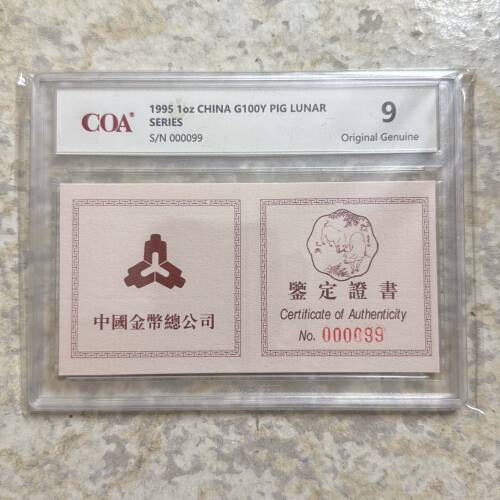 COA®
1995 1oz CHINA G100Y PIG LUNAR
SERIES
S/N 000099
9
Original Genuine
中國金幣總公司
鑒定證書
Certificate of Authenticity
No. 000099